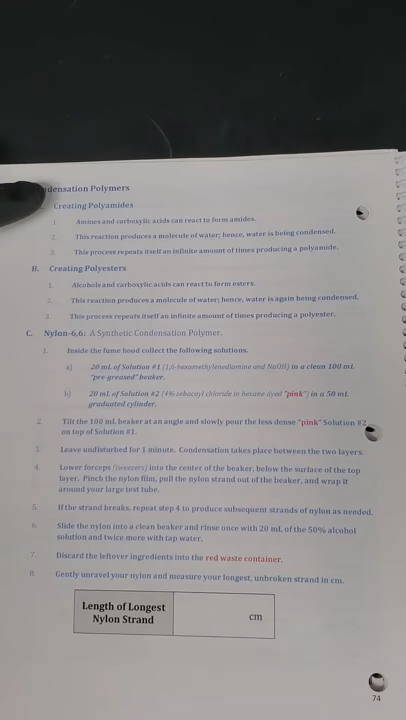 densation Polymers
Creating Polyamides
1. Amines and carboxylic acids can react to form amides.
2. This reaction produces a molecule of water; hence, water is being condensed.
3. This process repeats itself an infinite amount of times producing a polyamide.
B. Creating Polyesters
1. Alcohols and carboxylic acids can react to form esters.
2. This reaction produces a molecule of water; hence, water is again being condensed.
3. This process repeats itself an infinite amount of times producing a polyester.
C. Nylon-6,6: A Synthetic Condensation Polymer.
1. Inside the fume hood collect the following solutions.
a) 20 mL of Solution #1 (1,6-hexamethylenediamine and NaOH) in a clean 100 mL
"pre-greased" beaker.
b) 20 mL of Solution #2 (4% sebacoyl chloride in hexane dyed "pink") in a 50 mL
graduated cylinder.
2. Tilt the 100 mL beaker at an angle and slowly pour the less dense "pink" Solution #2
on top of Solution #1.
3. Leave undisturbed for 1 minute. Condensation takes place between the two layers.
4. Lower forceps (tweezers) into the center of the beaker, below the surface of the top
layer. Pinch the nylon film, pull the nylon strand out of the beaker, and wrap it
around your large test tube.
5. If the strand breaks, repeat step 4 to produce subsequent strands of nylon as needed.
6. Slide the nylon into a clean beaker and rinse once with 20 mL of the 50% alcohol
solution and twice more with tap water.
7. Discard the leftover ingredients into the red waste container.
8. Gently unravel your nylon and measure your longest, unbroken strand in cm.
Length of Longest
Nylon Strand
cm
74